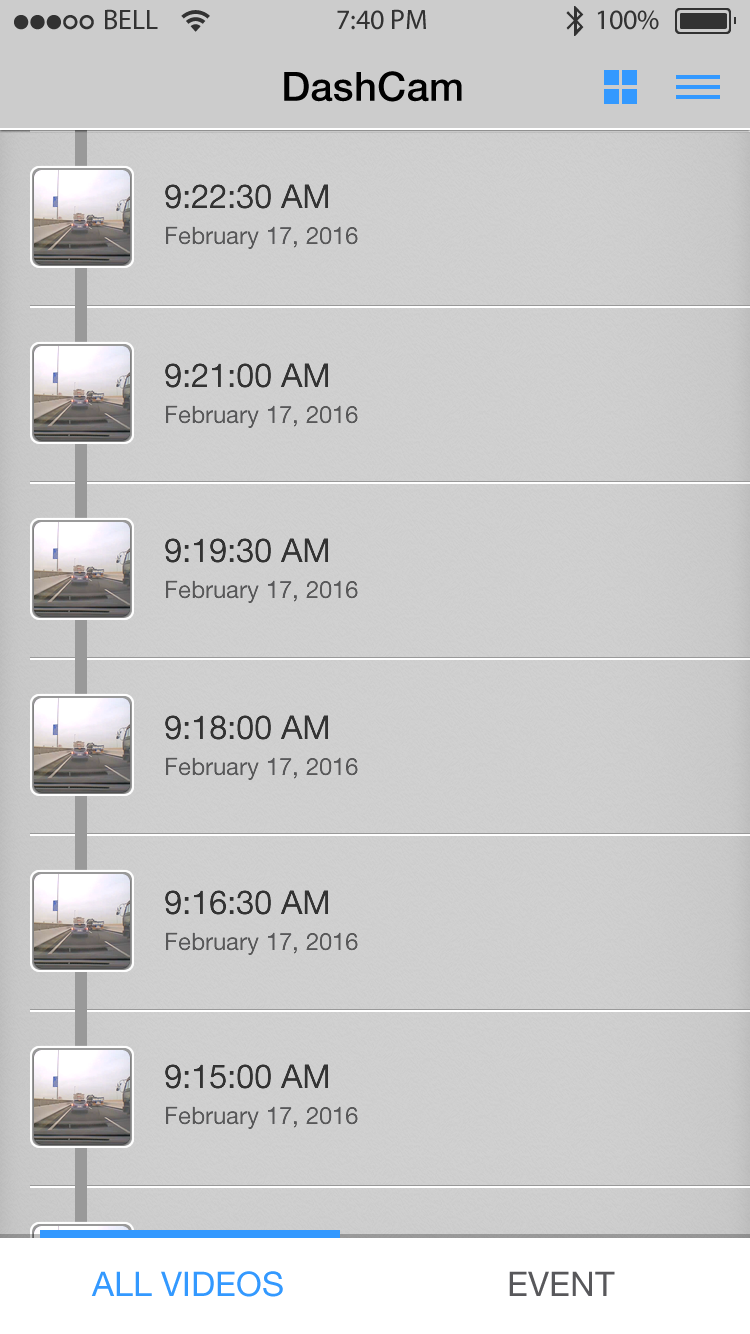 BELL 7:40 PM 100%
DashCam
9:22:30 AM
February 17, 2016
9:21:00 AM
February 17, 2016
9:19:30 AM
February 17, 2016
9:18:00 AM
February 17, 2016
9:16:30 AM
February 17, 2016
9:15:00 AM
February 17, 2016
ALL VIDEOS EVENT